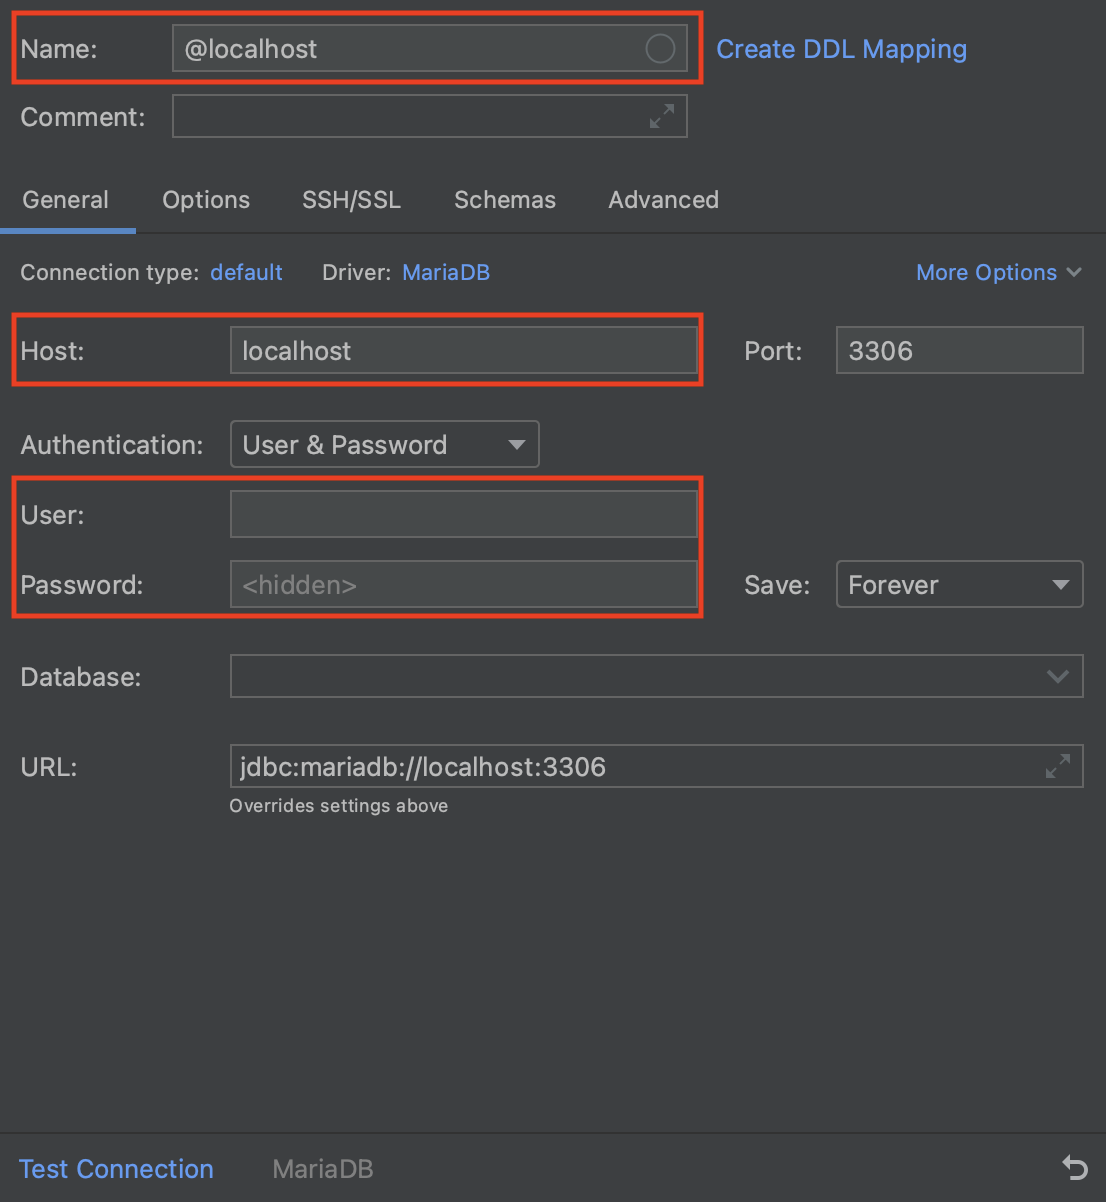 Name: @localhost Create DDL Mapping
Comment:
General Options SSH/SSL Schemas Advanced
Connection type: default Driver: MariaDB More Options
Host: localhost Port: 3306
Authentication: User & Password
User:
Password: <hidden> Save: Forever
Database:
URL: jdbc:mariadb://localhost:3306
Overrides settings above
Test Connection MariaDB